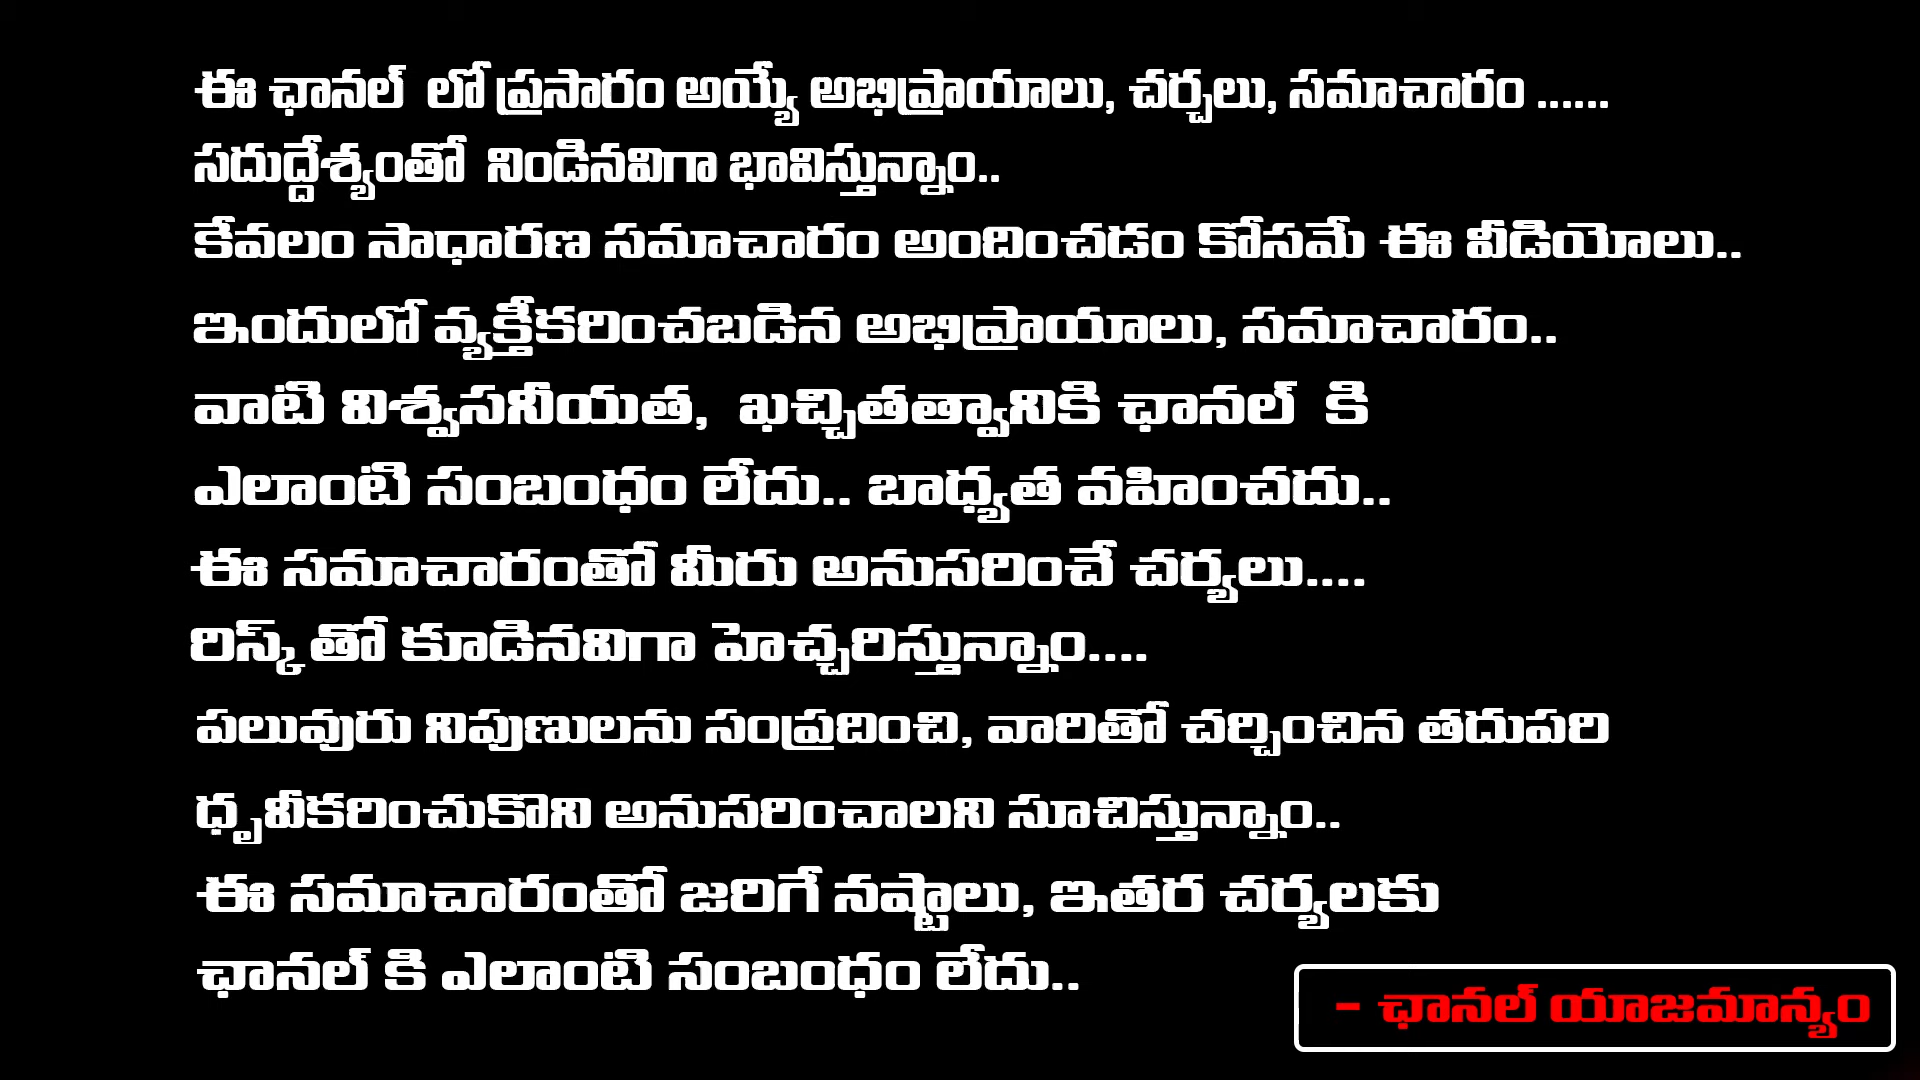 ఈ ఛానల్ లో ప్రసారం అయ్యే అభిప్రాయాలు, చర్చలు, సమాచారం ......
సదుద్దేశ్యంతో నిండినవిగా భావిస్తున్నాం..
కేవలం సాధారణ సమాచారం అందించడం కోసమే ఈ వీడియోలు..
ఇందులో వ్యక్తీకరించబడిన అభిప్రాయాలు, సమాచారం..
వాటి విశ్వసనీయత, ఖచ్చితత్వానికి ఛానల్ కి
ఎలాంటి సంబంధం లేదు.. బాధ్యత వహించదు..
ఈ సమాచారంతో మీరు అనుసరించే చర్యలు....
రిస్క్ తో కూడినవిగా హెచ్చరిస్తున్నాం....
పలువురు నిపుణులను సంప్రదించి, వారితో చర్చించిన తదుపరి
ధృవీకరించుకొని అనుసరించాలని సూచిస్తున్నాం..
ఈ సమాచారంతో జరిగే నష్టాలు, ఇతర చర్యలకు
ఛానల్ కి ఎలాంటి సంబంధం లేదు..
- ఛానల్ యాజమాన్యం